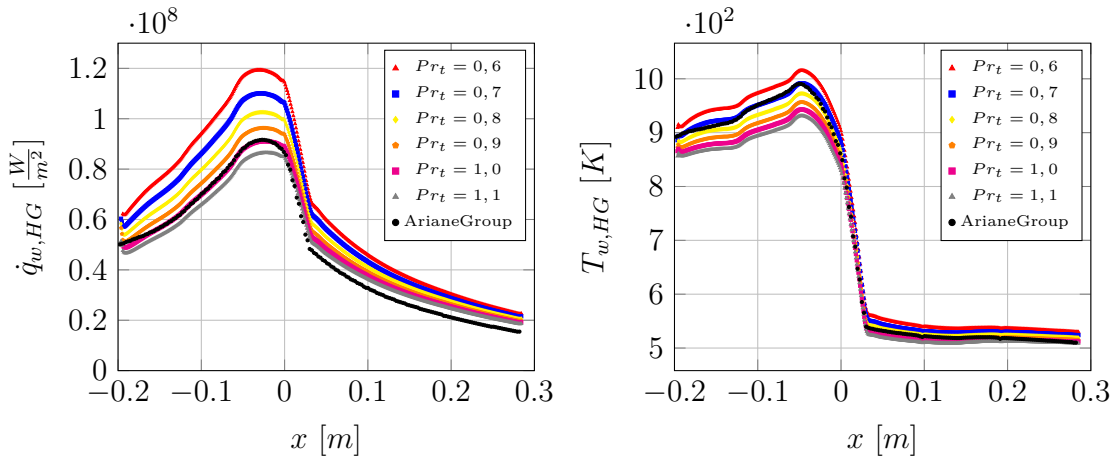 ·10⁸
1.2
1
0.8
0.6
0.4
0.2
0
q̇_{w,HG} [W/m²]
−0.2 −0.1 0 0.1 0.2 0.3
x [m]
Pr_t = 0, 6
Pr_t = 0, 7
Pr_t = 0, 8
Pr_t = 0, 9
Pr_t = 1, 0
Pr_t = 1, 1
ArianeGroup
·10²
10
9
8
7
6
5
T_{w,HG} [K]
−0.2 −0.1 0 0.1 0.2 0.3
x [m]
Pr_t = 0, 6
Pr_t = 0, 7
Pr_t = 0, 8
Pr_t = 0, 9
Pr_t = 1, 0
Pr_t = 1, 1
ArianeGroup